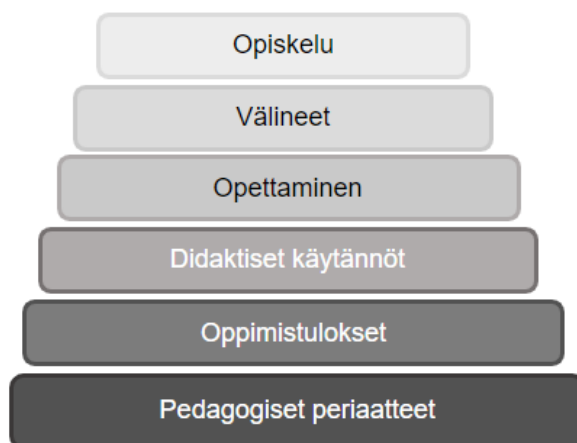 Opiskelu
Välineet
Opettaminen
Didaktiset käytännöt
Oppimistulokset
Pedagogiset periaatteet